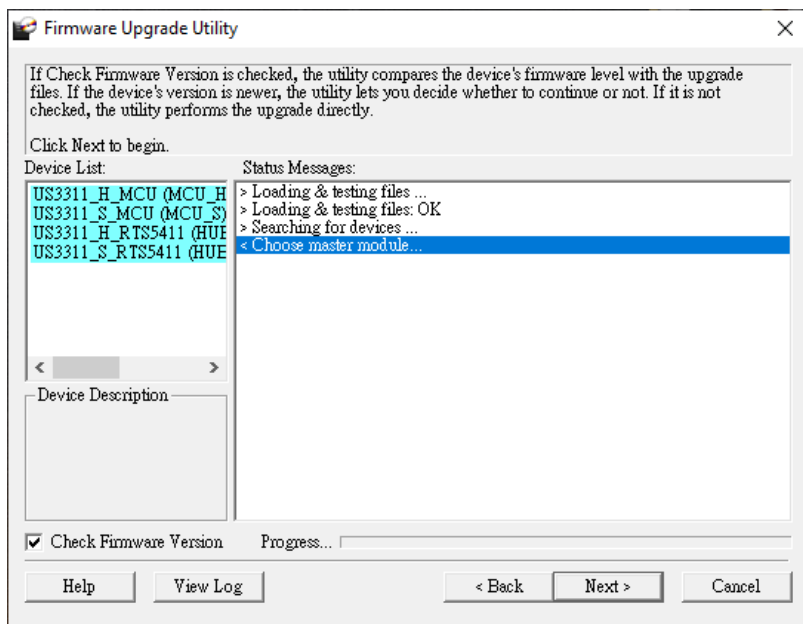 Firmware Upgrade Utility
If Check Firmware Version is checked, the utility compares the device's firmware level with the upgrade
files. If the device's version is newer, the utility lets you decide whether to continue or not. If it is not
checked, the utility performs the upgrade directly.
Click Next to begin.
Device List:
US3311_H_MCU (MCU_H
US3311_S_MCU (MCU_S)
US3311_H_RTS5411 (HUE
US3311_S_RTS5411 (HUE
Status Messages:
> Loading & testing files ...
> Loading & testing files: OK
> Searching for devices ...
< Choose master module...
Device Description
Check Firmware Version
Progress...
Help
View Log
< Back
Next >
Cancel